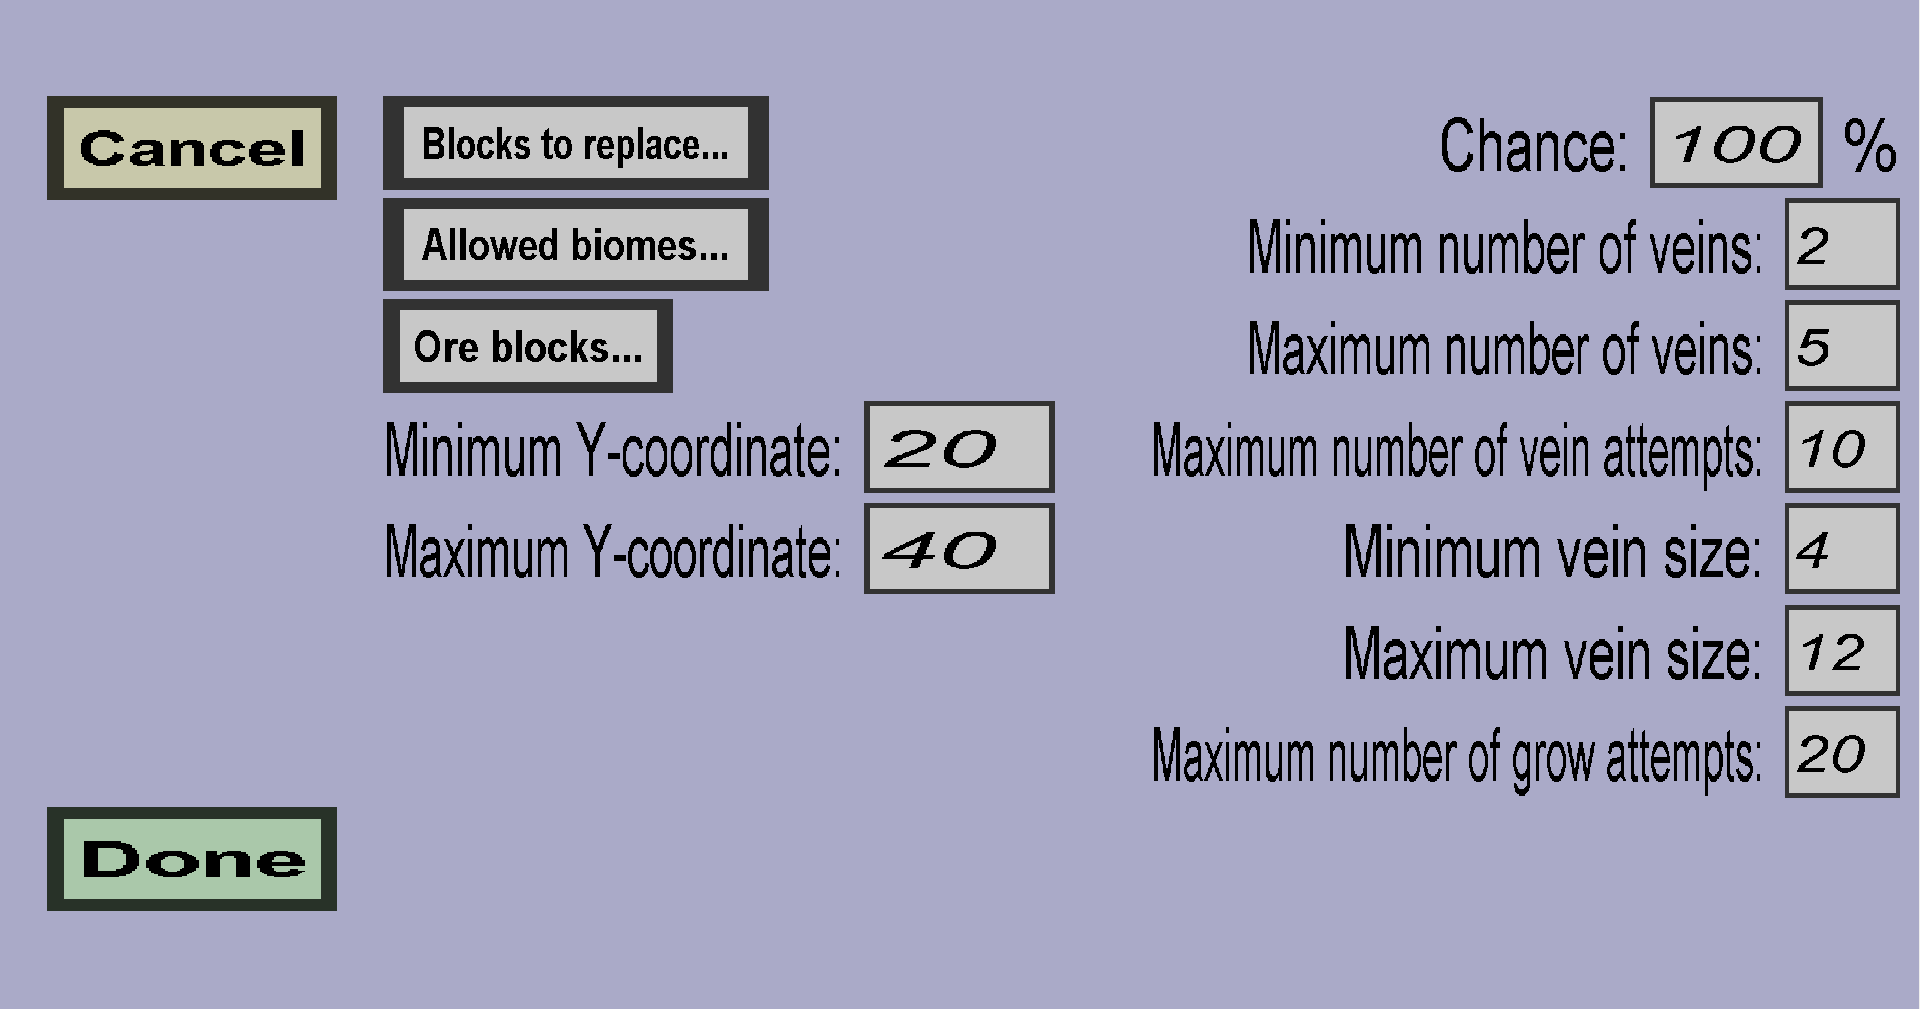 Cancel
Blocks to replace...
Allowed biomes...
Ore blocks...
Minimum Y-coordinate: 20
Maximum Y-coordinate: 40
Chance: 100 %
Minimum number of veins: 2
Maximum number of veins: 5
Maximum number of vein attempts: 10
Minimum vein size: 4
Maximum vein size: 12
Maximum number of grow attempts: 20
Done